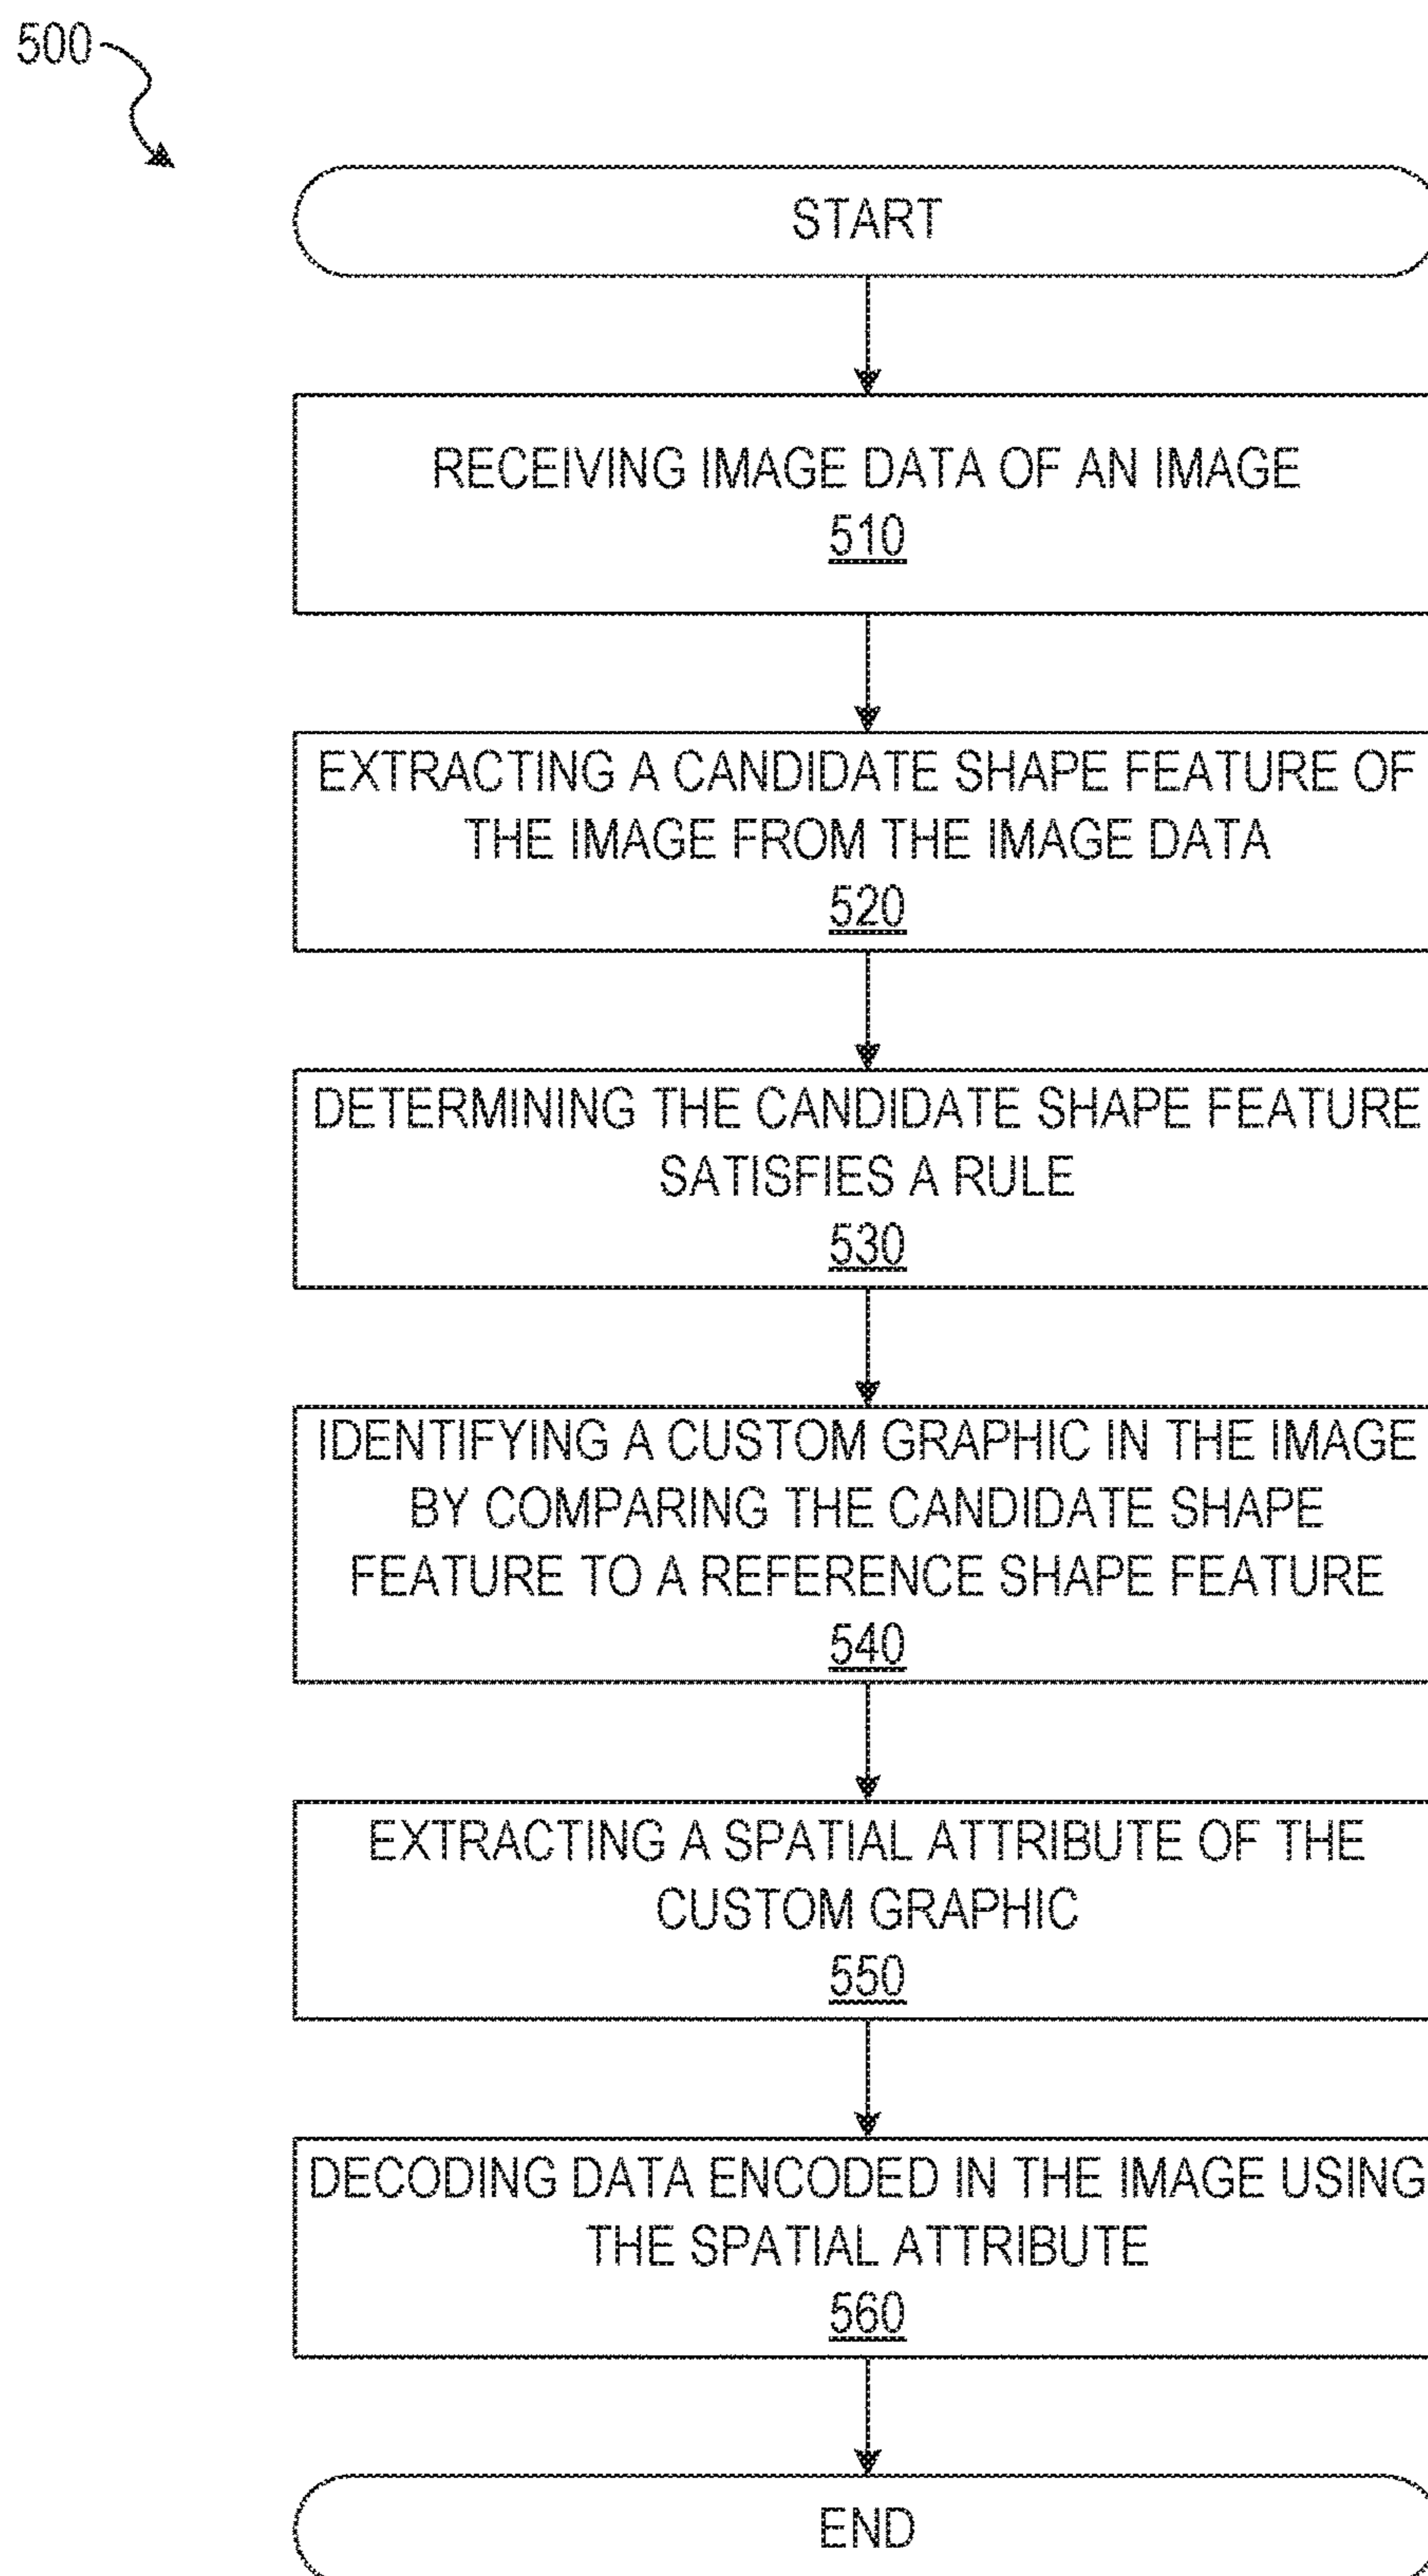 500
START
RECEIVING IMAGE DATA OF AN IMAGE
510
EXTRACTING A CANDIDATE SHAPE FEATURE OF
THE IMAGE FROM THE IMAGE DATA
520
DETERMINING THE CANDIDATE SHAPE FEATURE
SATISFIES A RULE
530
IDENTIFYING A CUSTOM GRAPHIC IN THE IMAGE
BY COMPARING THE CANDIDATE SHAPE
FEATURE TO A REFERENCE SHAPE FEATURE
540
EXTRACTING A SPATIAL ATTRIBUTE OF THE
CUSTOM GRAPHIC
550
DECODING DATA ENCODED IN THE IMAGE USING
THE SPATIAL ATTRIBUTE
560
END